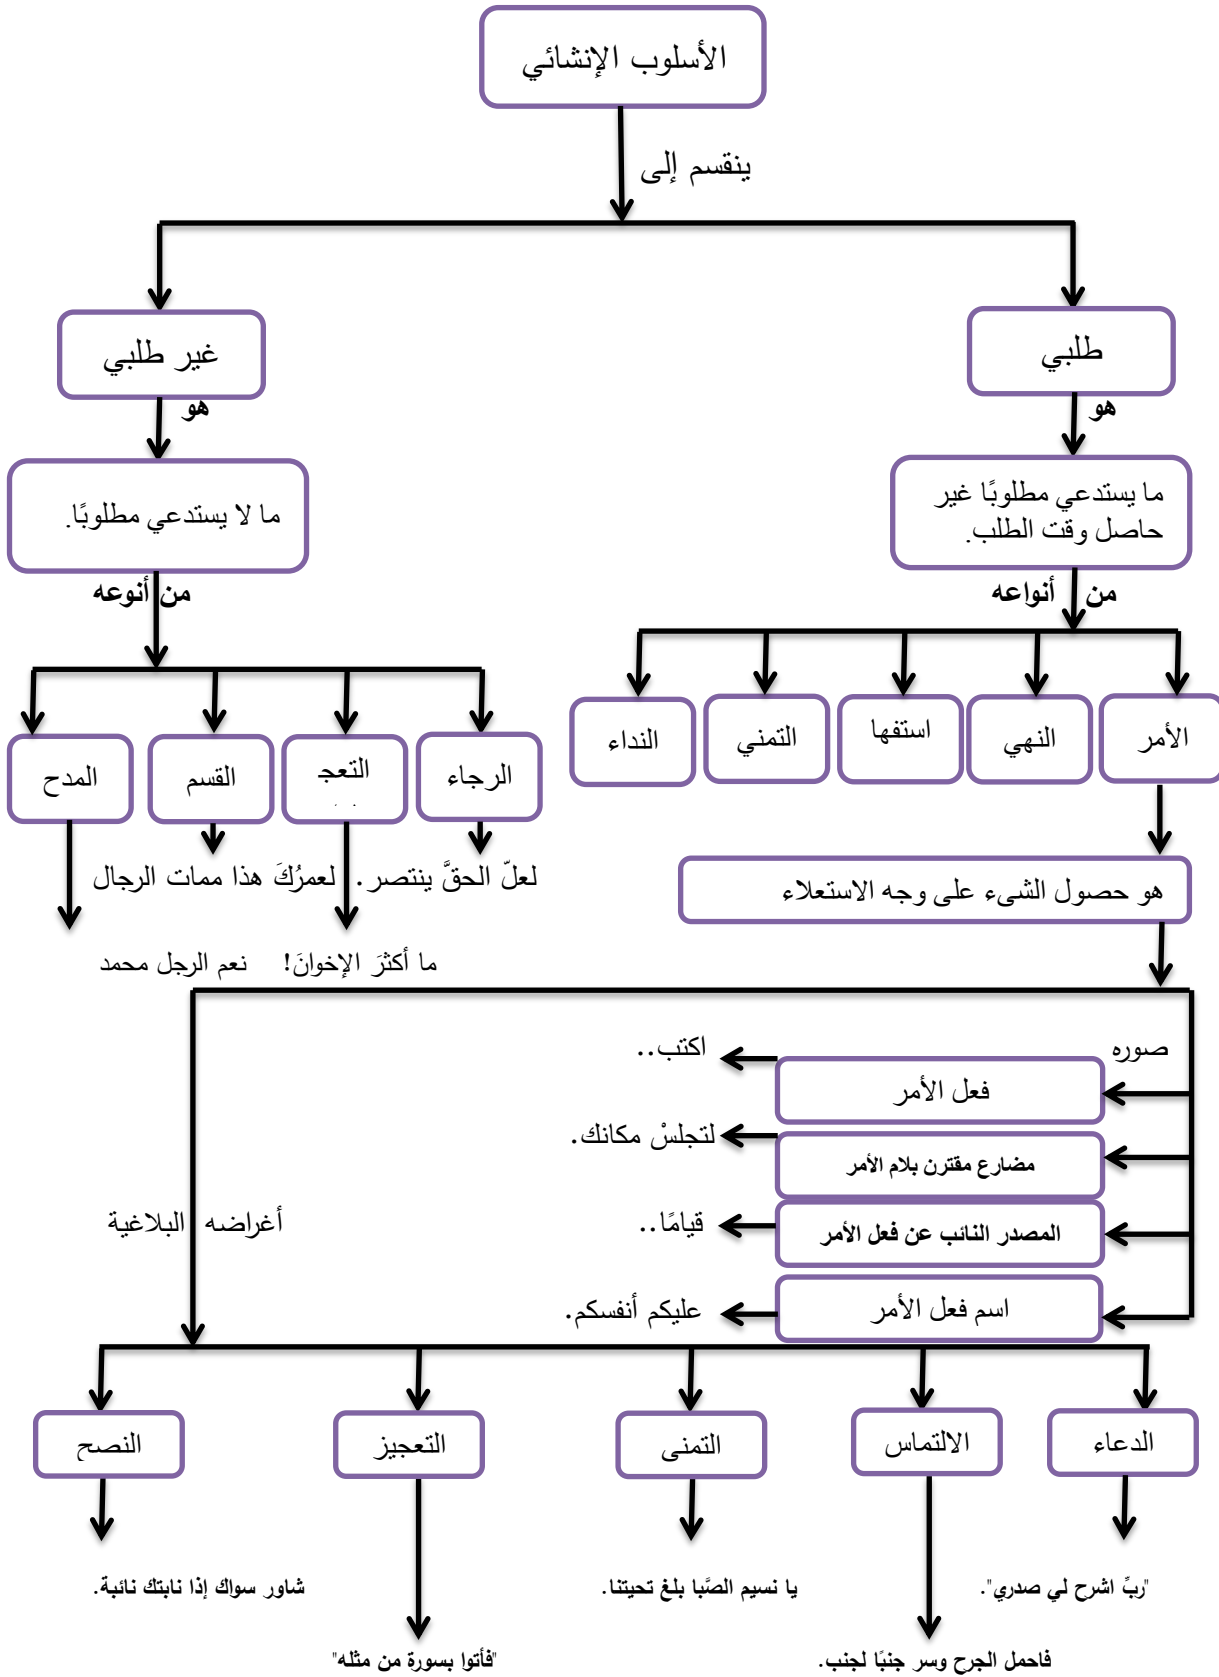 الأسلوب الإنشائي
ينقسم إلى
طلبي
غير طلبي
هو
هو
ما يستدعي مطلوبًا غير
حاصل وقت الطلب.
ما لا يستدعي مطلوبًا.
من أنواعه
من أنوعه
الأمر
النهي
استفها
التمني
النداء
الرجاء
التعجـ
القسم
المدح
هو حصول الشىء على وجه الاستعلاء
لعلّ الحقَّ ينتصر.
لعمرُكَ هذا ممات الرجال
ما أكثرَ الإخوانَ!
نعم الرجل محمد
صوره
فعل الأمر
اكتب..
مضارع مقترن بلام الأمر
لتجلسْ مكانك.
المصدر النائب عن فعل الأمر
قيامًا..
اسم فعل الأمر
عليكم أنفسكم.
أغراضه البلاغية
الدعاء
الالتماس
التمنى
التعجيز
النصح
"ربِّ اشرح لي صدري".
يا نسيم الصَّبا بلغ تحيتنا.
شاور سواك إذا نابتك نائبة.
فاحمل الجرح وسر جنبًا لجنب.
"فأتوا بسورة من مثله"